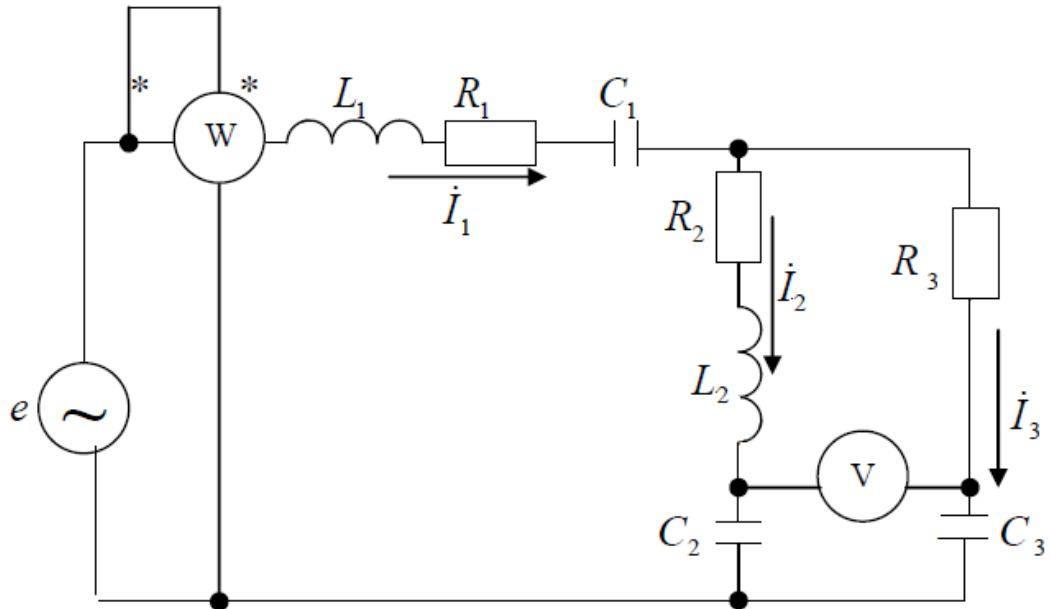 * *
L₁ R₁ C₁
W
İ₁
R₂
R₃
İ₂
e ~
L₂
İ₃
V
C₂ C₃